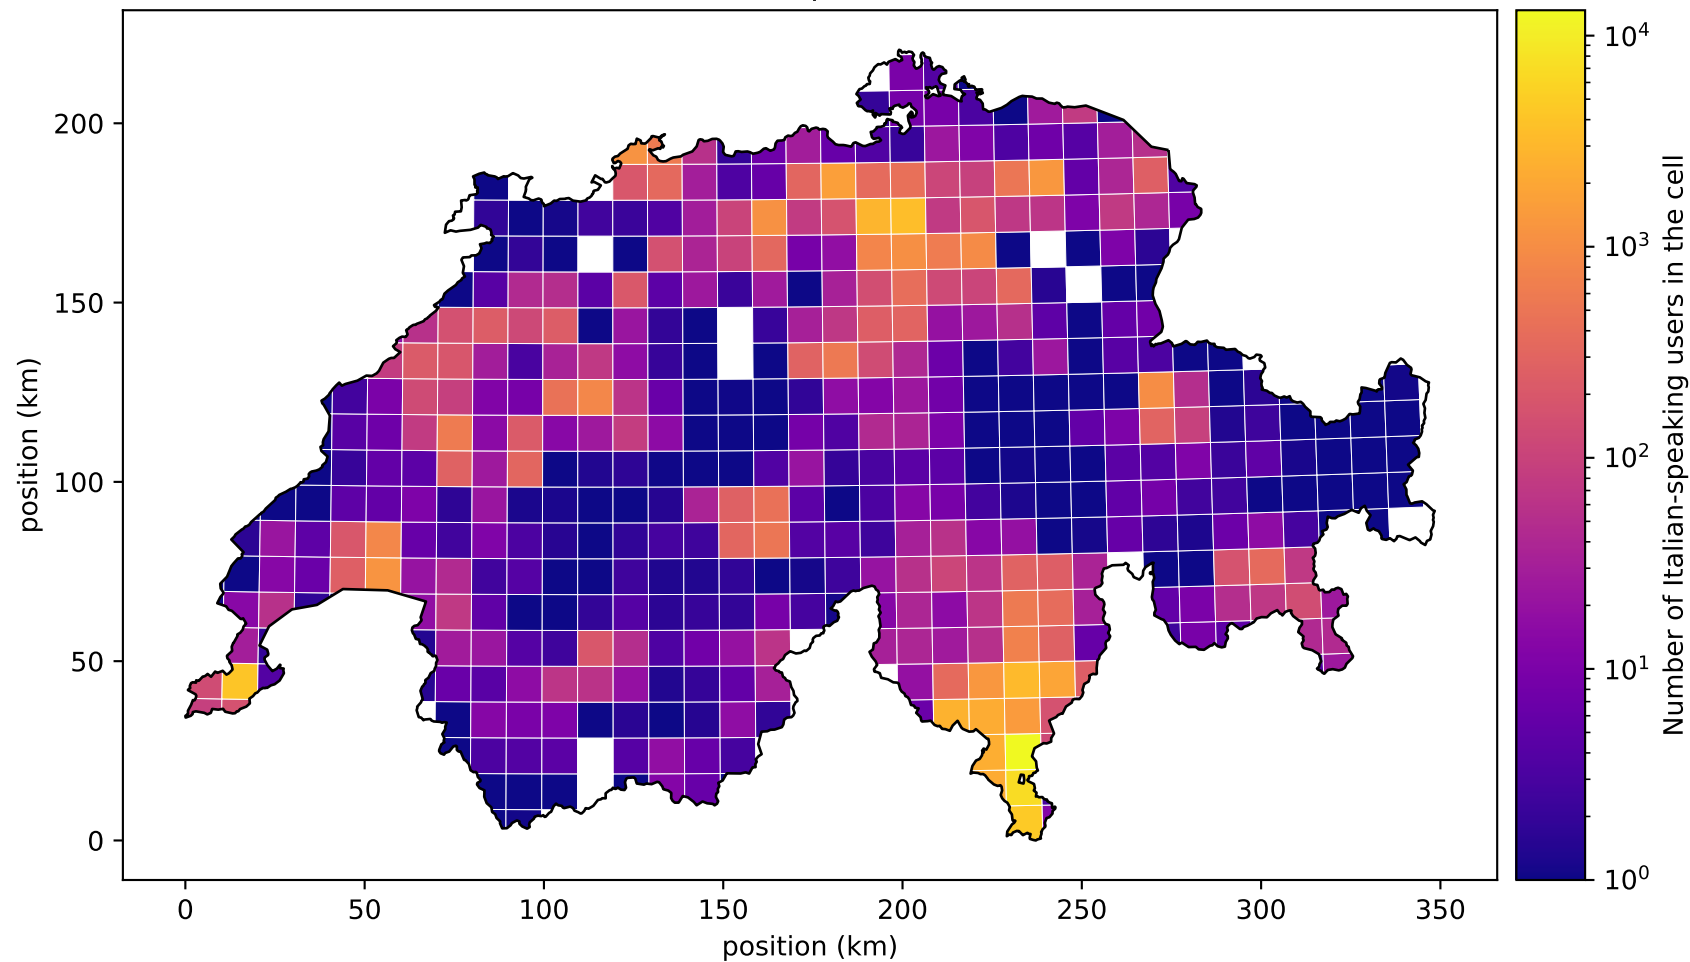 200
150
100
50
0
position (km)
0 50 100 150 200 250 300 350
position (km)
10⁴
10³
10²
10¹
10⁰
Number of Italian-speaking users in the cell